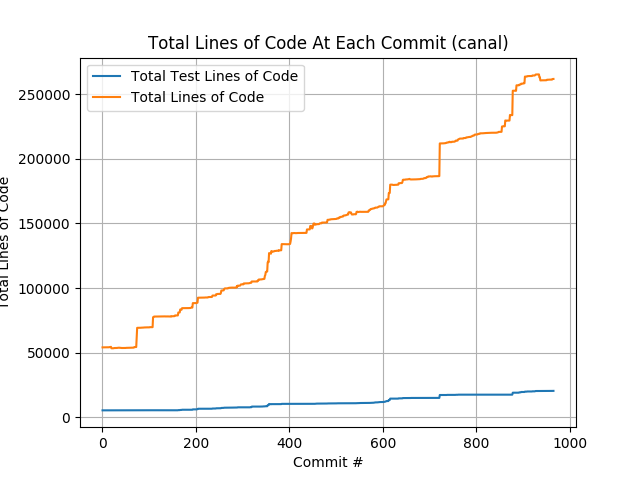 Total Lines of Code At Each Commit (canal)
Total Test Lines of Code
Total Lines of Code
250000
200000
150000
100000
50000
0
Total Lines of Code
0 200 400 600 800 1000
Commit #